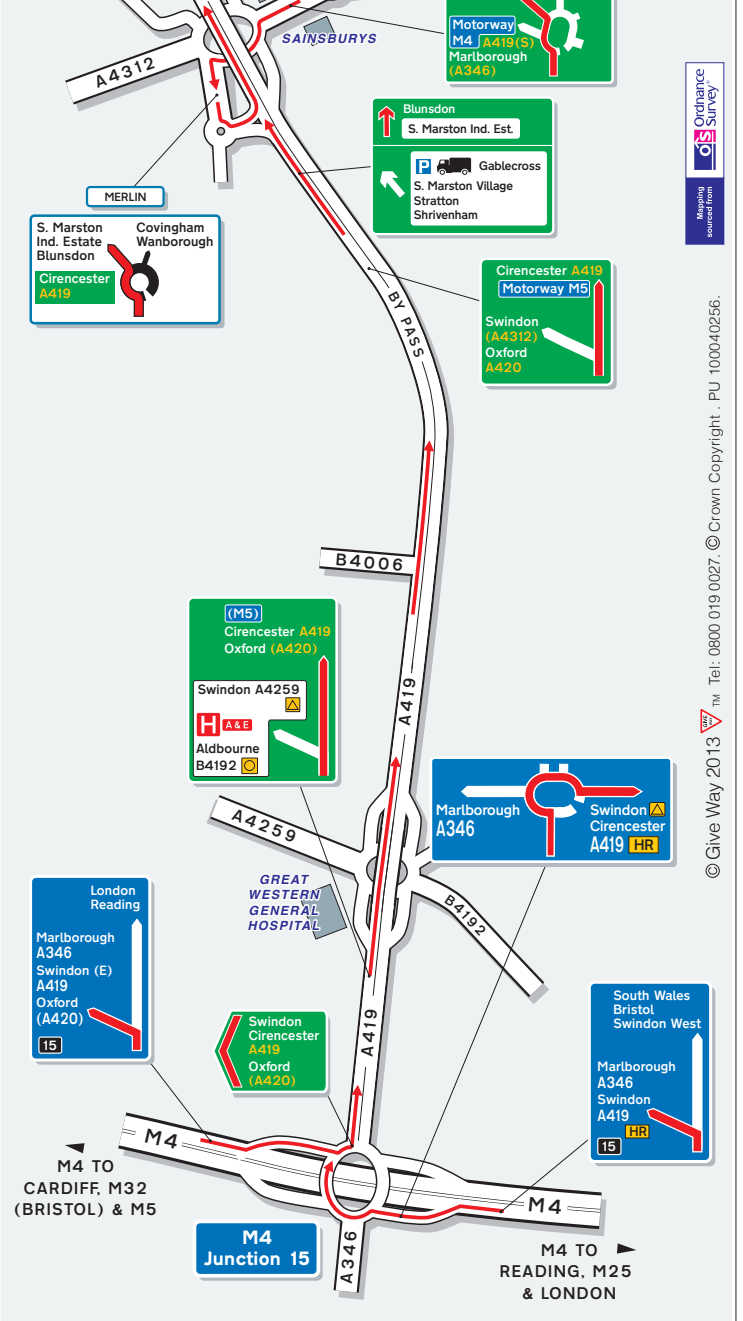 Motorway
M4 A419(S)
Marlborough
(A346)
SAINSBURYS
A4312
Blunsdon
S. Marston Ind. Est.
P Gablecross
S. Marston Village
Stratton
Shrivenham
Mapping
sourced from
os Ordnance
Survey®
MERLIN
S. Marston
Ind. Estate
Blunsdon
Cirencester
A419
Covingham
Wanborough
Cirencester A419
Motorway M5
Swindon
(A4312)
Oxford
A420
BY PASS
B4006
(M5)
Cirencester A419
Oxford (A420)
Swindon A4259
H A&E
Aldbourne
B4192
A419
Marlborough
A346
Swindon
Cirencester
A419 HR
A4259
GREAT
WESTERN
GENERAL
HOSPITAL
B4192
London
Reading
Marlborough
A346
Swindon (E)
A419
Oxford
(A420)
15
South Wales
Bristol
Swindon West
Marlborough
A346
Swindon
A419
HR
15
Swindon
Cirencester
A419
Oxford
(A420)
A419
M4
M4 TO
CARDIFF, M32
(BRISTOL) & M5
M4
M4
Junction 15
A346
M4 TO
READING, M25
& LONDON
© Give Way 2013 GIVE WAY TM Tel: 0800 019 0027. © Crown Copyright . PU 100040256.